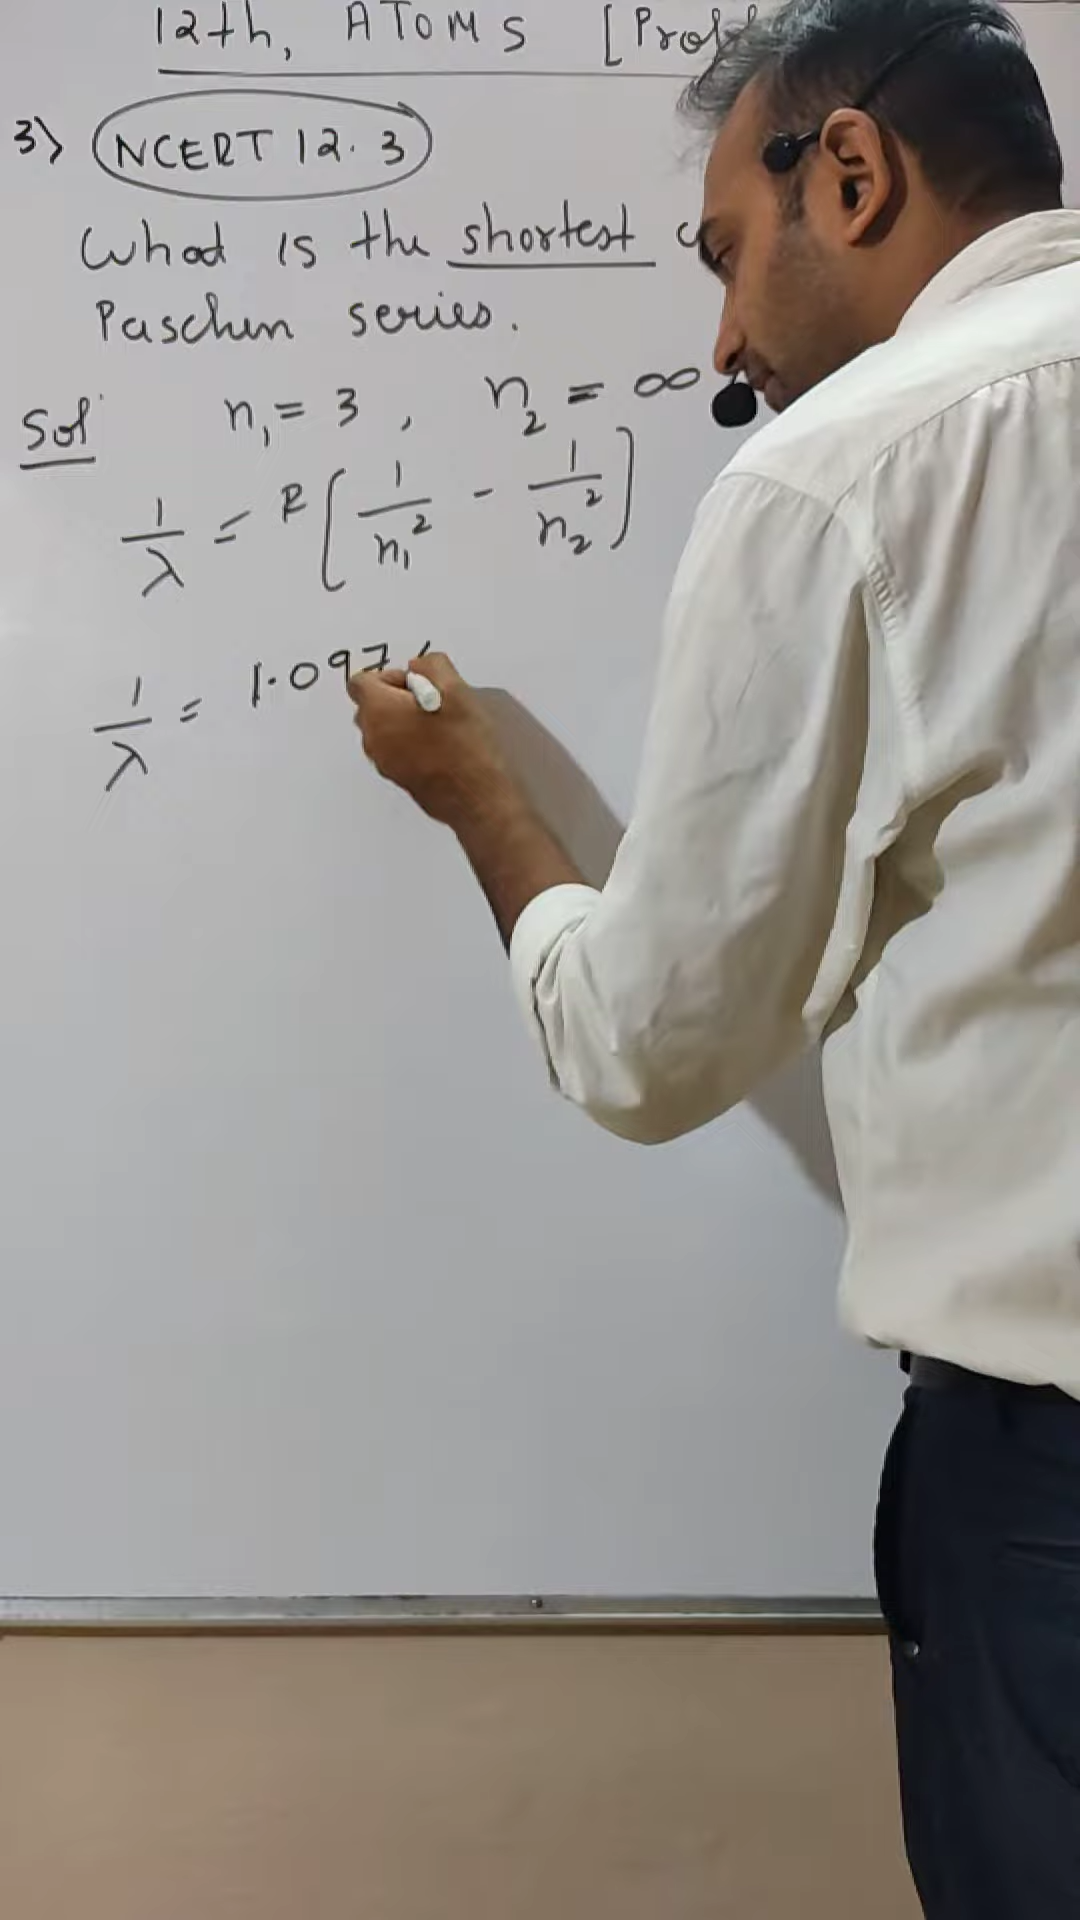 12th, ATOMS [Prob
3) NCERT 12.3
What is the shortest
Paschen series.
Sol n₁ = 3 , n₂ = ∞
1/λ = R [ 1/n₁² - 1/n₂² ]
1/λ = 1.097